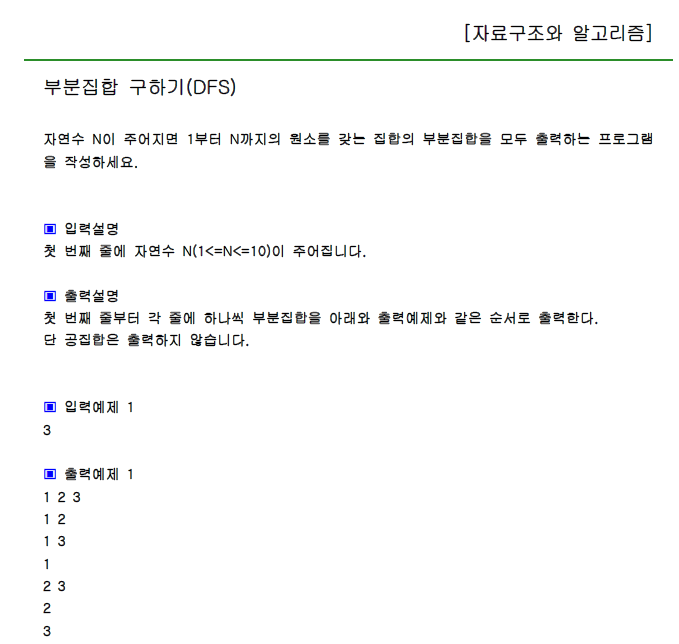 [자료구조와 알고리즘]
부분집합 구하기(DFS)
자연수 N이 주어지면 1부터 N까지의 원소를 갖는 집합의 부분집합을 모두 출력하는 프로그램
을 작성하세요.
▣ 입력설명
첫 번째 줄에 자연수 N(1<=N<=10)이 주어집니다.
▣ 출력설명
첫 번째 줄부터 각 줄에 하나씩 부분집합을 아래와 출력예제와 같은 순서로 출력한다.
단 공집합은 출력하지 않습니다.
▣ 입력예제 1
3
▣ 출력예제 1
1 2 3
1 2
1 3
1
2 3
2
3